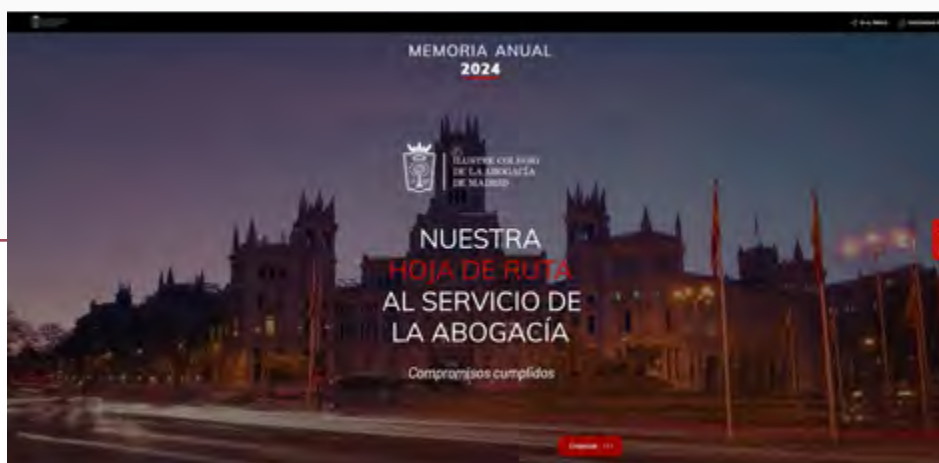 MEMORIA ANUAL
2024
ILUSTRE COLEGIO
DE LA ABOGACÍA
DE MADRID
NUESTRA
HOJA DE RUTA
AL SERVICIO DE
LA ABOGACÍA
Compromisos cumplidos